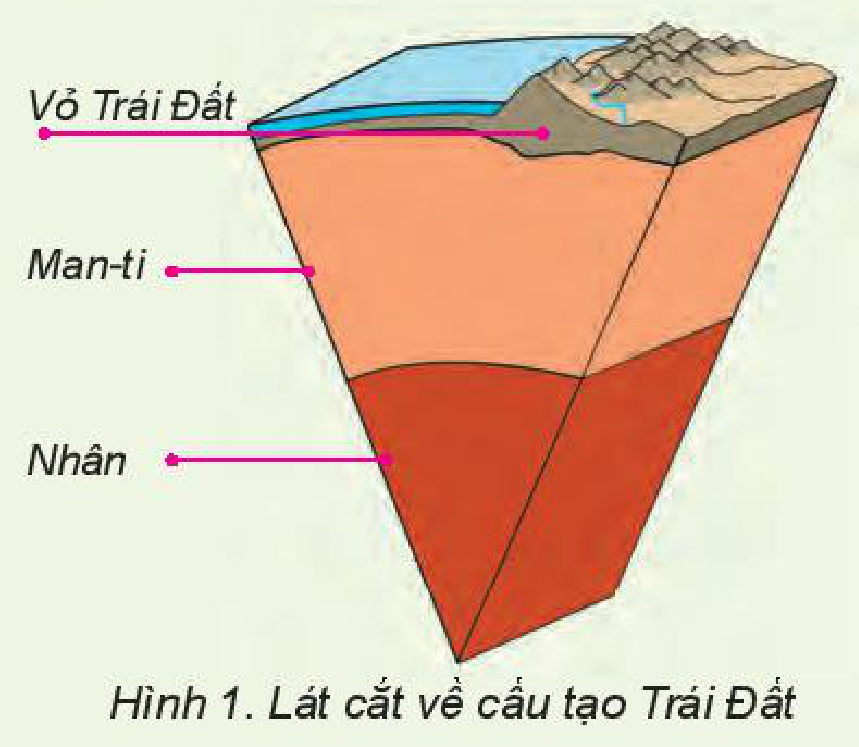 Vỏ Trái Đất
Man-ti
Nhân
Hình 1. Lát cắt về cấu tạo Trái Đất